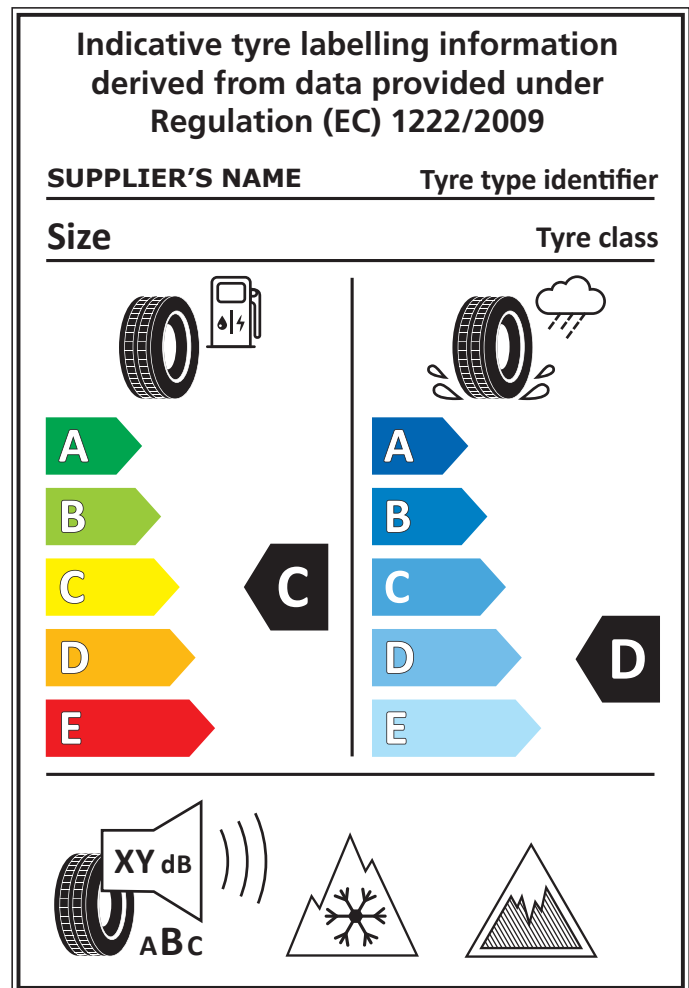 Indicative tyre labelling information
derived from data provided under
Regulation (EC) 1222/2009
SUPPLIER’S NAME Tyre type identifier
Size Tyre class
A
B
C
D
E
C
A
B
C
D
E
D
XY dB
ABC